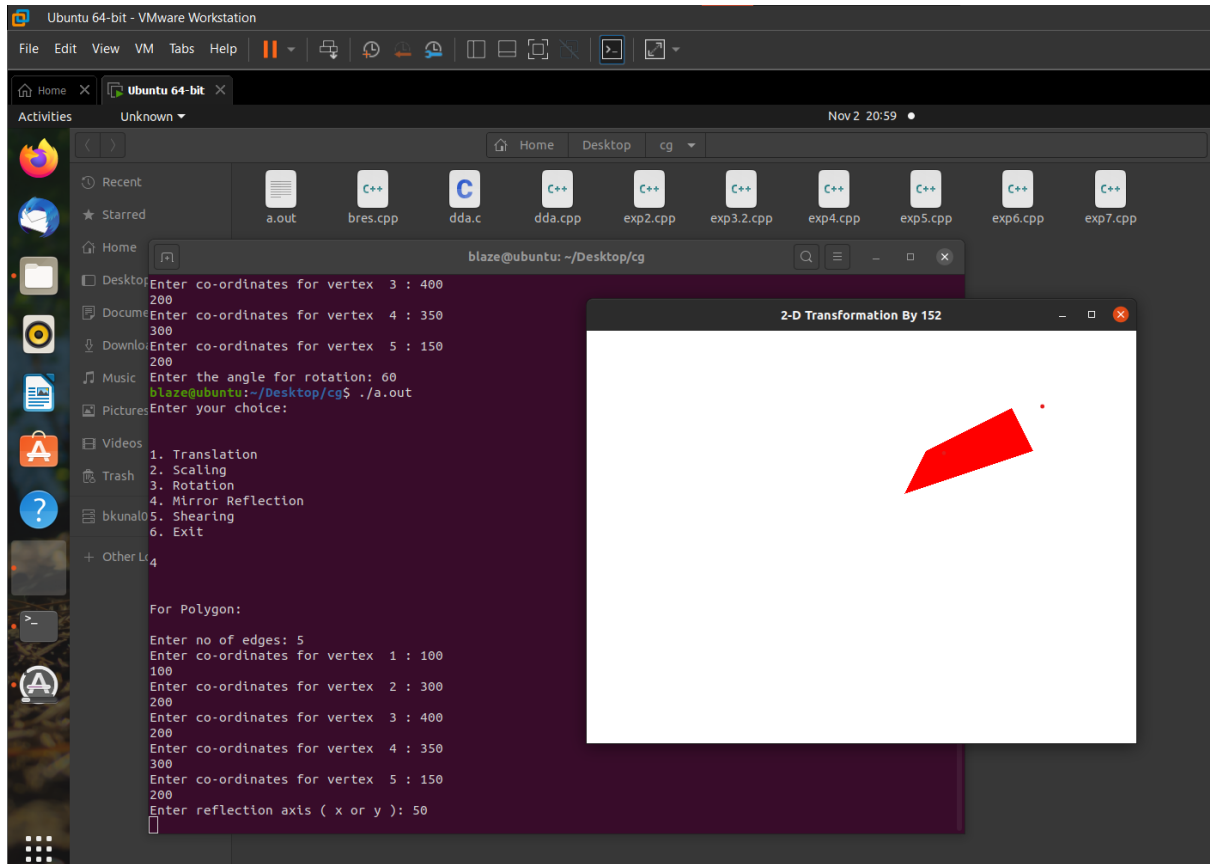 Ubuntu 64-bit - VMware Workstation
File Edit View VM Tabs Help
Home Ubuntu 64-bit
Activities Unknown Nov 2 20:59
Home Desktop cg
Recent
Starred
Home
Desktop
Docume
Downlo
Music
Pictures
Videos
Trash
bkunal0
+ Other Lo
a.out bres.cpp dda.c dda.cpp exp2.cpp exp3.2.cpp exp4.cpp exp5.cpp exp6.cpp exp7.cpp
blaze@ubuntu: ~/Desktop/cg
Enter co-ordinates for vertex 3 : 400
200
Enter co-ordinates for vertex 4 : 350
300
Enter co-ordinates for vertex 5 : 150
200
Enter the angle for rotation: 60
blaze@ubuntu:~/Desktop/cg$ ./a.out
Enter your choice:
1. Translation
2. Scaling
3. Rotation
4. Mirror Reflection
5. Shearing
6. Exit
4
For Polygon:
Enter no of edges: 5
Enter co-ordinates for vertex 1 : 100
100
Enter co-ordinates for vertex 2 : 300
200
Enter co-ordinates for vertex 3 : 400
200
Enter co-ordinates for vertex 4 : 350
300
Enter co-ordinates for vertex 5 : 150
200
Enter reflection axis ( x or y ): 50
2-D Transformation By 152